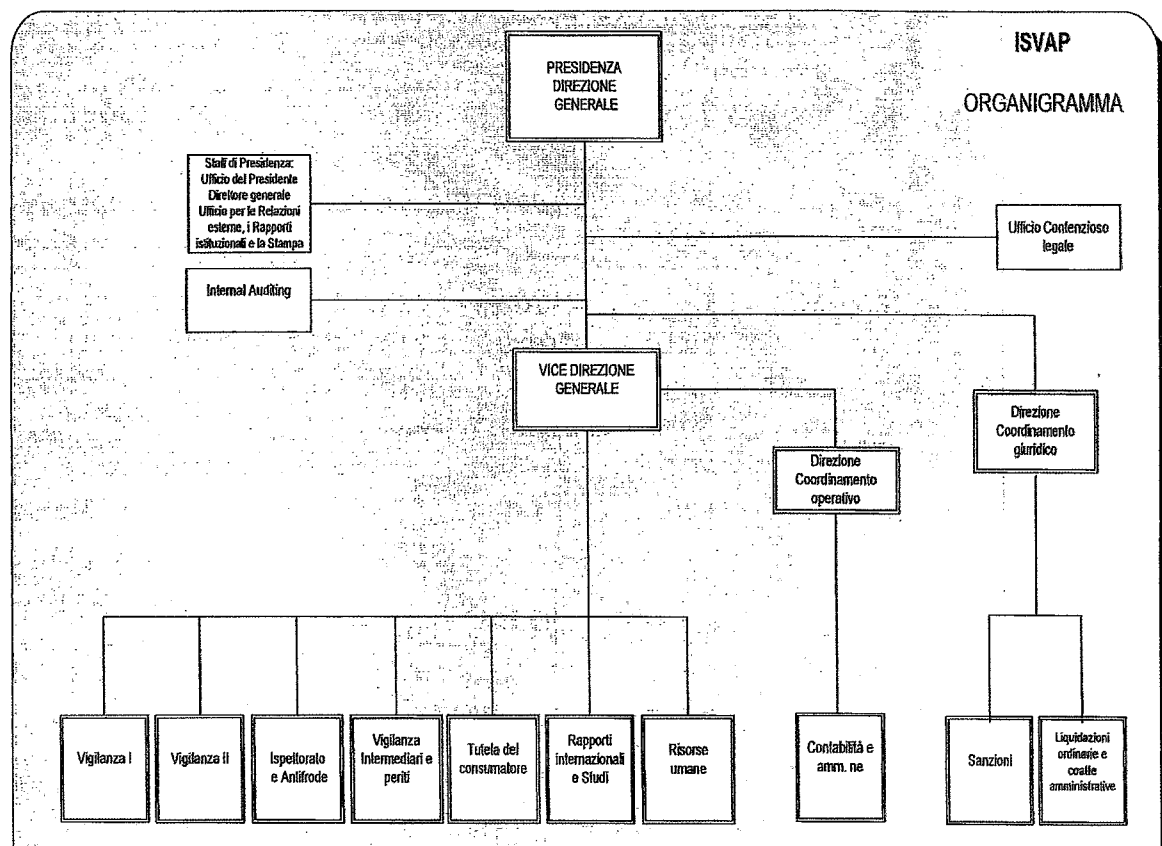 ISVAP
ORGANIGRAMMA
PRESIDENZA
DIREZIONE
GENERALE
Staff di Presidenza:
Ufficio del Presidente
Direttore generale
Ufficio per le Relazioni
esterne, i Rapporti
istituzionali e la Stampa
Ufficio Contenzioso
legale
Internal Auditing
VICE DIREZIONE
GENERALE
Direzione
Coordinamento
giuridico
Direzione
Coordinamento
operativo
Vigilanza I
Vigilanza II
Ispettorato
e Antifrode
Vigilanza
Intermediari e
periti
Tutela del
consumatore
Rapporti
internazionali
e Studi
Risorse
umane
Contabilità e
amm. ne
Sanzioni
Liquidazioni
ordinarie e
coatte
amministrative